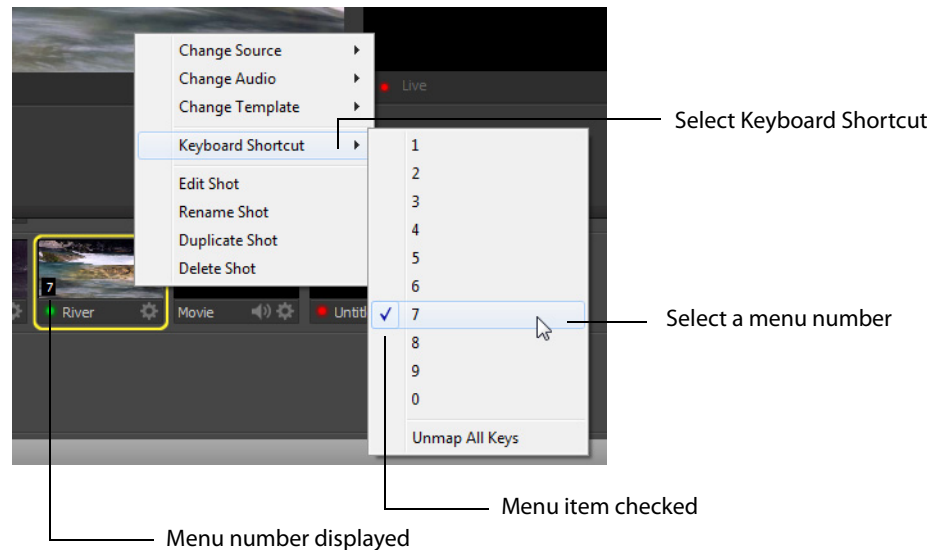 Change Source
Change Audio
Change Template
Live
Select Keyboard Shortcut
Keyboard Shortcut
1
2
3
4
5
6
7
8
9
0
Unmap All Keys
Edit Shot
Rename Shot
Duplicate Shot
Delete Shot
7
River
Movie
Select a menu number
Menu item checked
Menu number displayed